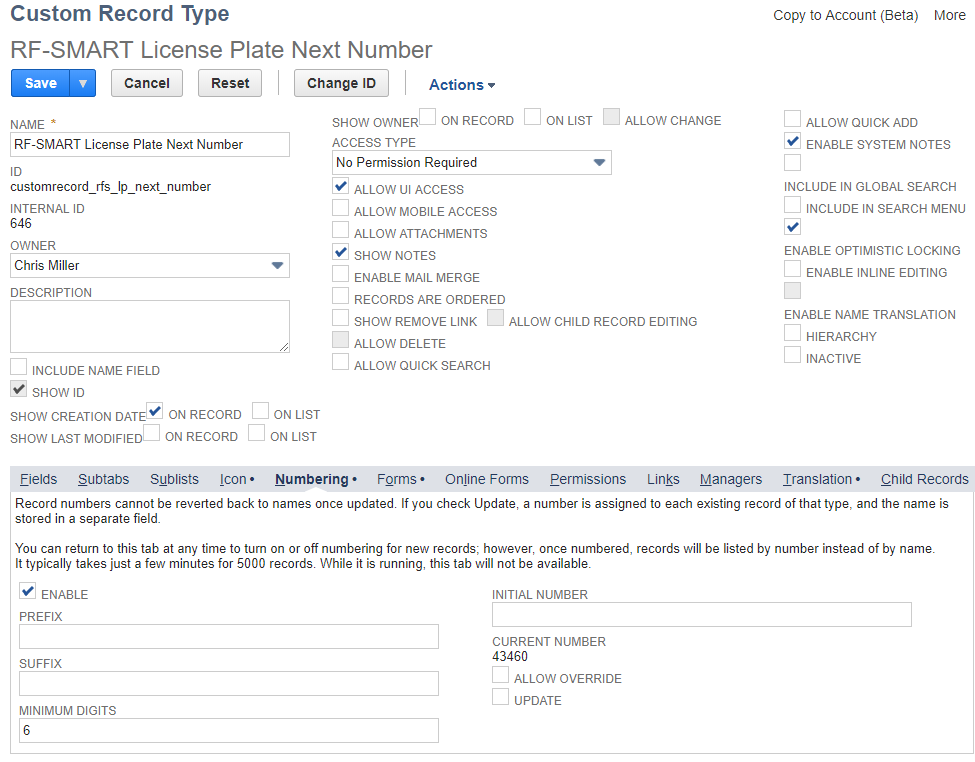 Custom Record Type
Copy to Account (Beta) More
RF-SMART License Plate Next Number
Save Cancel Reset Change ID Actions
NAME *
RF-SMART License Plate Next Number
ID
customrecord_rfs_lp_next_number
INTERNAL ID
646
OWNER
Chris Miller
DESCRIPTION
INCLUDE NAME FIELD
SHOW ID
SHOW CREATION DATE ON RECORD ON LIST
SHOW LAST MODIFIED ON RECORD ON LIST
SHOW OWNER ON RECORD ON LIST ALLOW CHANGE
ACCESS TYPE
No Permission Required
ALLOW UI ACCESS
ALLOW MOBILE ACCESS
ALLOW ATTACHMENTS
SHOW NOTES
ENABLE MAIL MERGE
RECORDS ARE ORDERED
SHOW REMOVE LINK ALLOW CHILD RECORD EDITING
ALLOW DELETE
ALLOW QUICK SEARCH
ALLOW QUICK ADD
ENABLE SYSTEM NOTES
INCLUDE IN GLOBAL SEARCH
INCLUDE IN SEARCH MENU
ENABLE OPTIMISTIC LOCKING
ENABLE INLINE EDITING
ENABLE NAME TRANSLATION
HIERARCHY
INACTIVE
Fields Subtabs Sublists Icon • Numbering • Forms • Online Forms Permissions Links Managers Translation • Child Records
Record numbers cannot be reverted back to names once updated. If you check Update, a number is assigned to each existing record of that type, and the name is
stored in a separate field.
You can return to this tab at any time to turn on or off numbering for new records; however, once numbered, records will be listed by number instead of by name.
It typically takes just a few minutes for 5000 records. While it is running, this tab will not be available.
ENABLE
PREFIX
SUFFIX
MINIMUM DIGITS
6
INITIAL NUMBER
CURRENT NUMBER
43460
ALLOW OVERRIDE
UPDATE